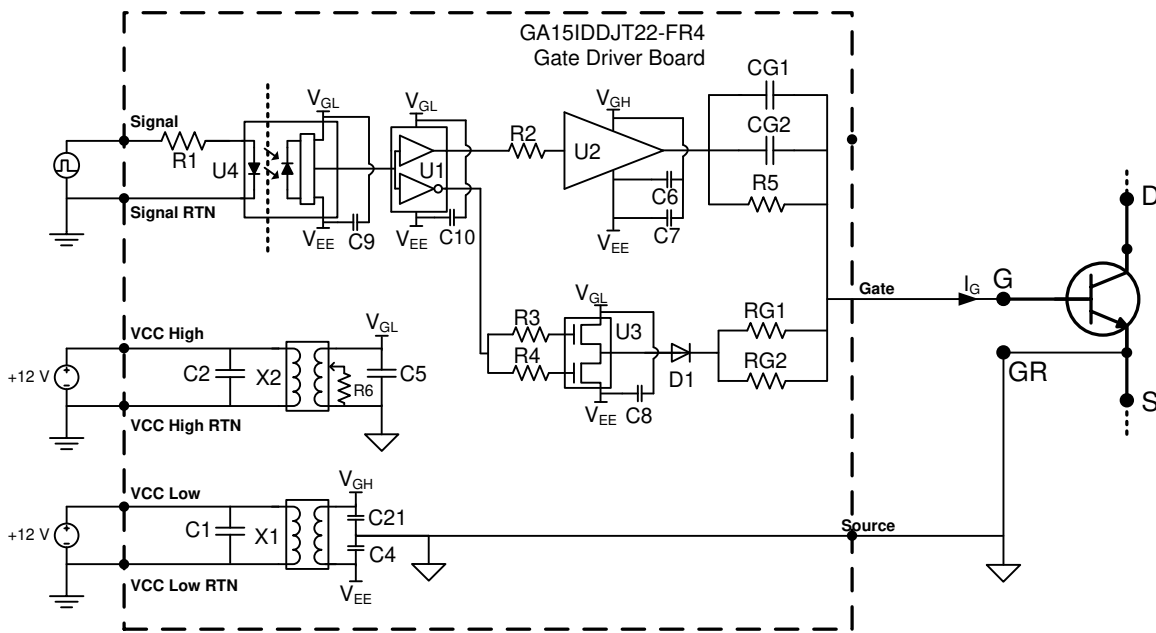 GA15IDDJT22-FR4
Gate Driver Board
CG1
CG2
R5
Signal
R1
Signal RTN
U4
VGL
VEE
C9
VGL
U1
VEE
C10
R2
VGH
U2
C6
C7
VEE
R3
R4
VGL
U3
VEE
C8
D1
RG1
RG2
Gate
IG
G
D
GR
S
+12 V
VCC High
C2
X2
R6
VGL
C5
VCC High RTN
+12 V
VCC Low
C1
X1
VGH
C21
C4
VEE
VCC Low RTN
Source